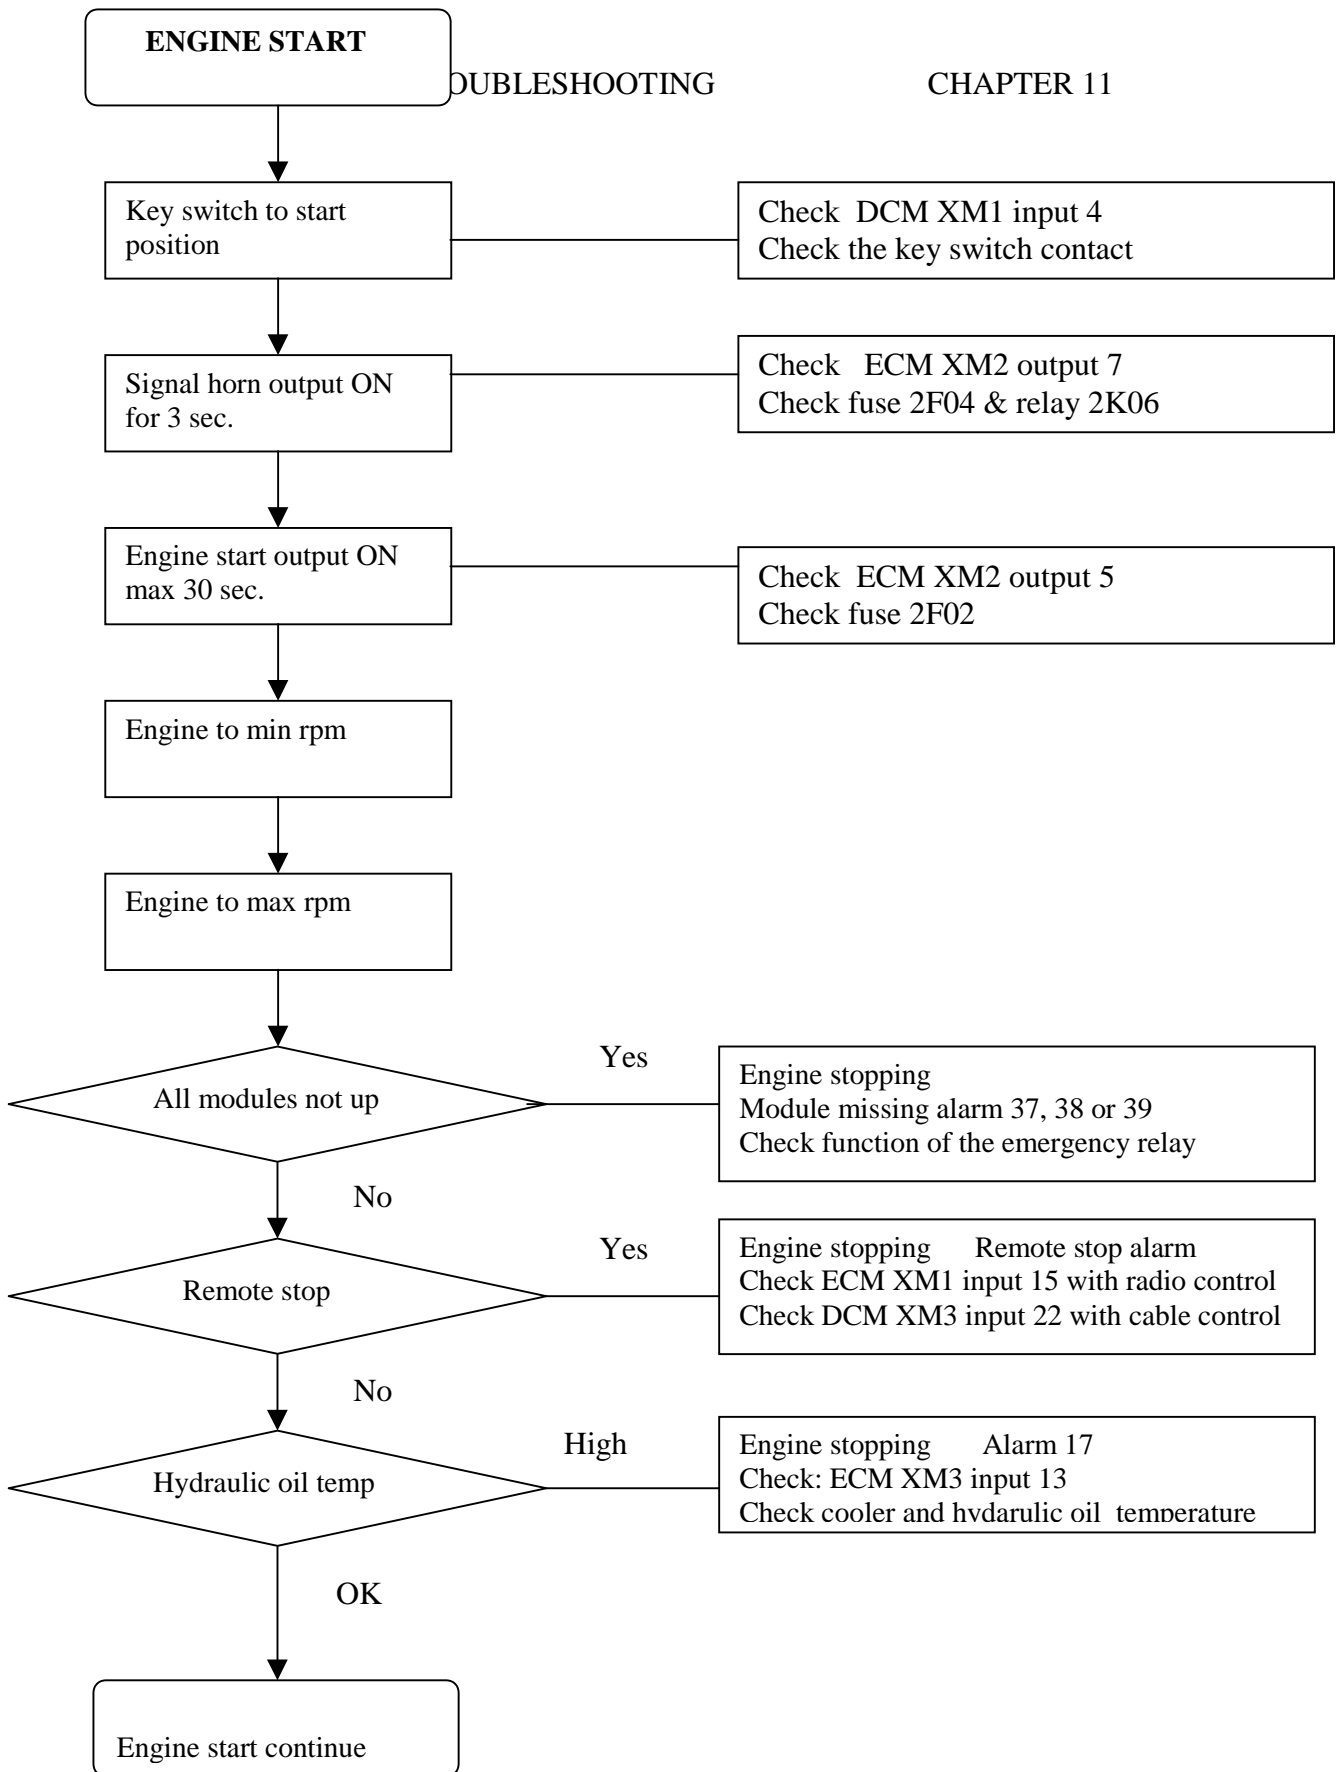 ENGINE START
OUBLESHOOTING CHAPTER 11
Key switch to start
position
Check DCM XM1 input 4
Check the key switch contact
Signal horn output ON
for 3 sec.
Check ECM XM2 output 7
Check fuse 2F04 & relay 2K06
Engine start output ON
max 30 sec.
Check ECM XM2 output 5
Check fuse 2F02
Engine to min rpm
Engine to max rpm
All modules not up
Yes
Engine stopping
Module missing alarm 37, 38 or 39
Check function of the emergency relay
No
Remote stop
Yes
Engine stopping Remote stop alarm
Check ECM XM1 input 15 with radio control
Check DCM XM3 input 22 with cable control
No
Hydraulic oil temp
High
Engine stopping Alarm 17
Check: ECM XM3 input 13
Check cooler and hydarulic oil temperature
OK
Engine start continue